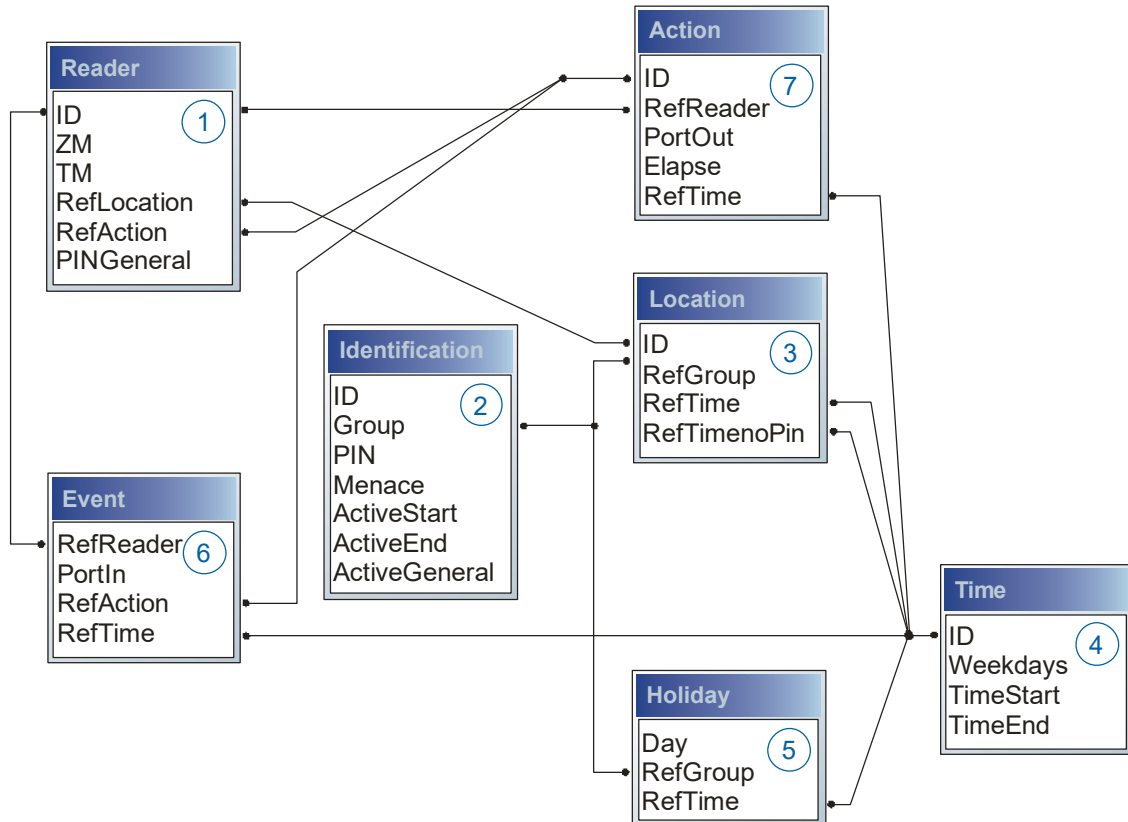 Reader
1
ID
ZM
TM
RefLocation
RefAction
PINGeneral
Action
7
ID
RefReader
PortOut
Elapse
RefTime
Identification
2
ID
Group
PIN
Menace
ActiveStart
ActiveEnd
ActiveGeneral
Location
3
ID
RefGroup
RefTime
RefTimenoPin
Event
6
RefReader
PortIn
RefAction
RefTime
Holiday
5
Day
RefGroup
RefTime
Time
4
ID
Weekdays
TimeStart
TimeEnd